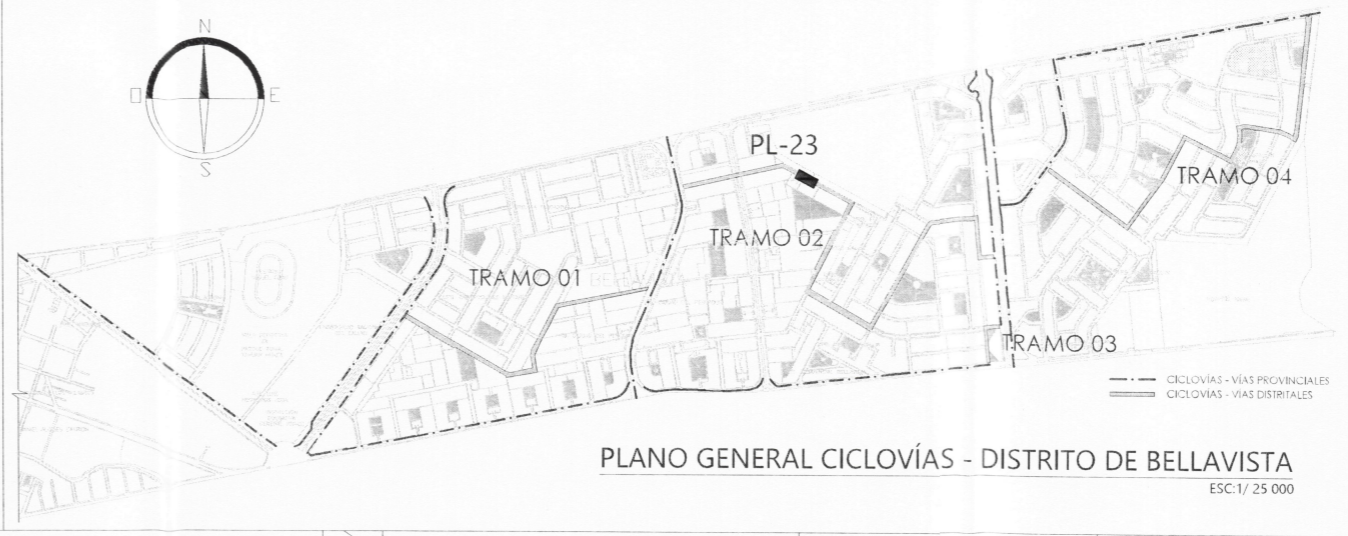 N
O
E
S
PL-23
TRAMO 04
TRAMO 02
TRAMO 01
BELLAVISTA
TRAMO 03
CICLOVÍAS - VÍAS PROVINCIALES
CICLOVÍAS - VÍAS DISTRITALES
PLANO GENERAL CICLOVÍAS - DISTRITO DE BELLAVISTA
ESC:1/ 25 000